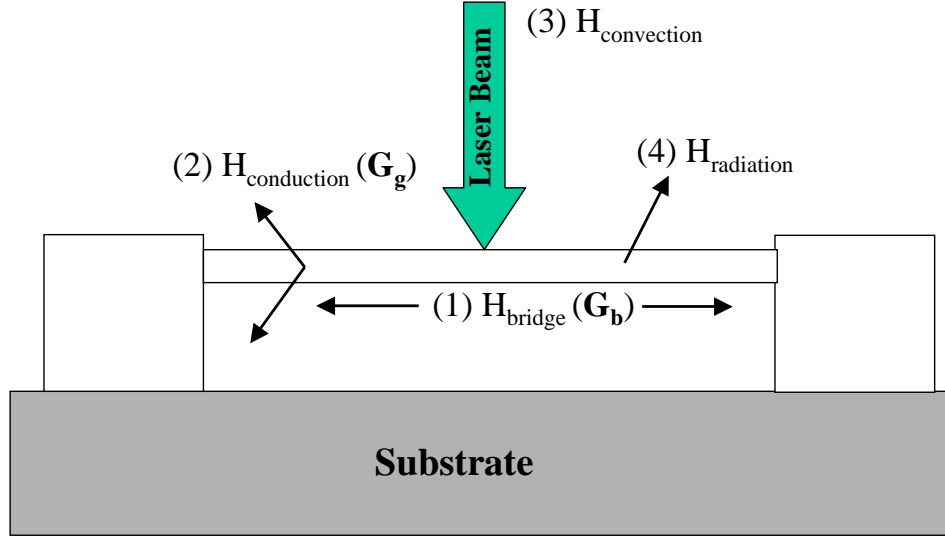 (3) H_convection
Laser Beam
(2) H_conduction (G_g)
(4) H_radiation
(1) H_bridge (G_b)
Substrate